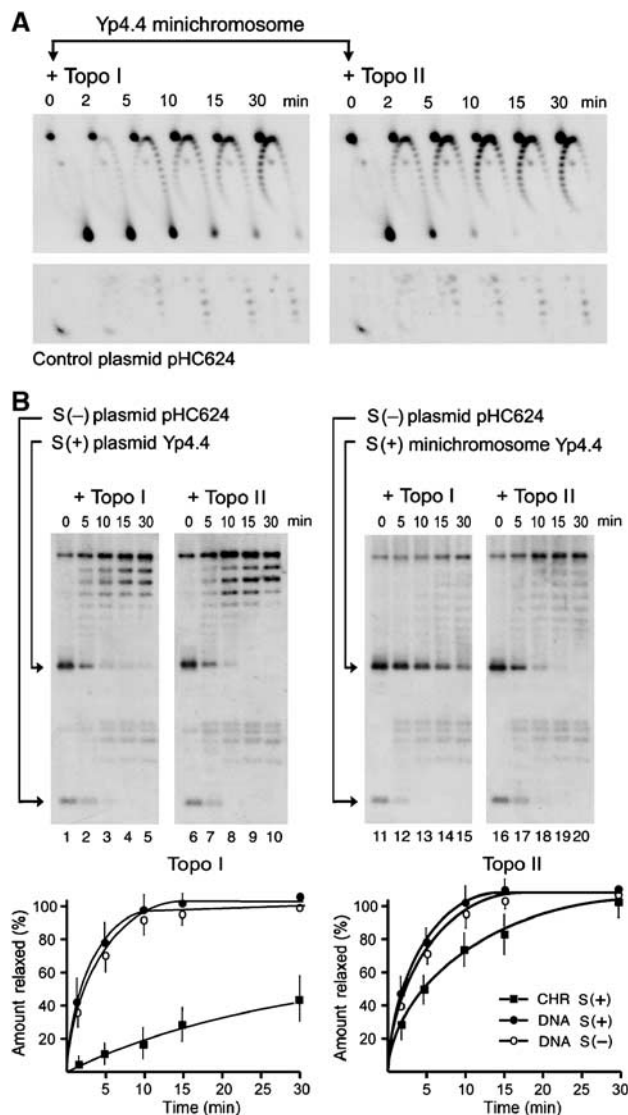 A
Yp4.4 minichromosome
+ Topo I
+ Topo II
0 2 5 10 15 30 min
0 2 5 10 15 30 min
Control plasmid pHC624
B
S(−) plasmid pHC624
S(+) plasmid Yp4.4
S(−) plasmid pHC624
S(+) minichromosome Yp4.4
+ Topo I
+ Topo II
+ Topo I
+ Topo II
0 5 10 15 30
0 5 10 15 30 min
0 5 10 15 30
0 5 10 15 30 min
1 2 3 4 5
6 7 8 9 10
11 12 13 14 15
16 17 18 19 20
Topo I
Amount relaxed (%)
100
80
60
40
20
5 10 15 20 25 30
Time (min)
Topo II
Amount relaxed (%)
100
80
60
40
20
CHR S(+)
DNA S(+)
DNA S(−)
5 10 15 20 25 30
Time (min)